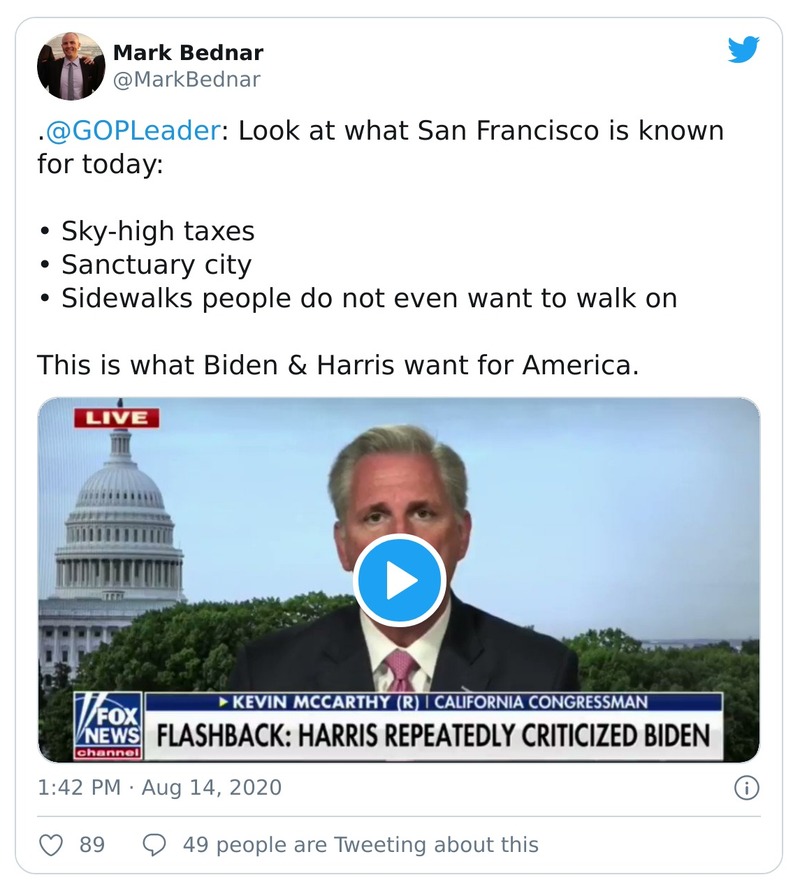 Mark Bednar
@MarkBednar
.@GOPLeader: Look at what San Francisco is known
for today:
• Sky-high taxes
• Sanctuary city
• Sidewalks people do not even want to walk on
This is what Biden & Harris want for America.
LIVE
KEVIN MCCARTHY (R) | CALIFORNIA CONGRESSMAN
FOX
NEWS
channel
FLASHBACK: HARRIS REPEATEDLY CRITICIZED BIDEN
1:42 PM · Aug 14, 2020
89
49 people are Tweeting about this